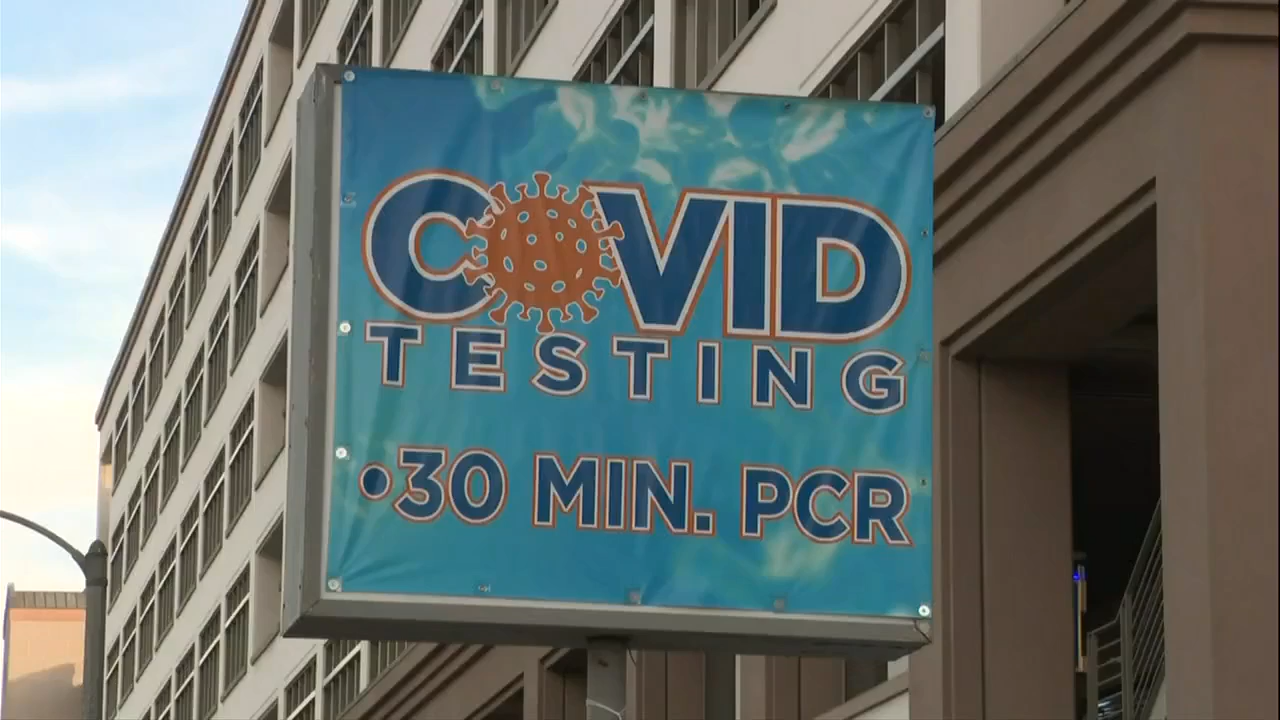 COVID
TESTING
•30 MIN. PCR